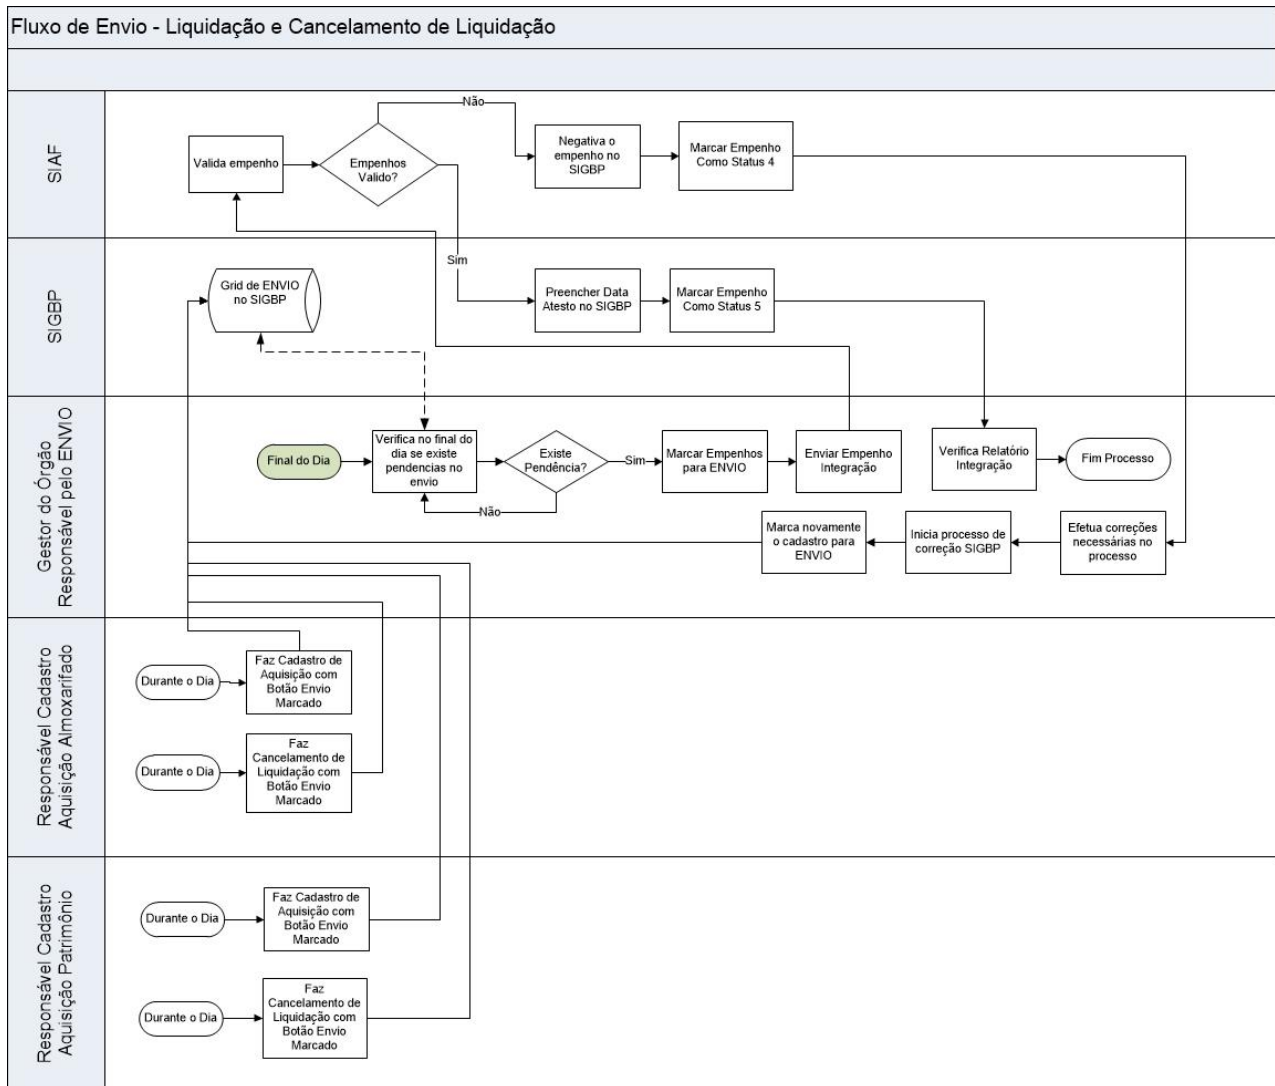 Fluxo de Envio - Liquidação e Cancelamento de Liquidação
SIAF
Valida empenho
Empenhos
Valido?
Não
Negativa o
empenho no
SIGBP
Marcar Empenho
Como Status 4
Sim
SIGBP
Grid de ENVIO
no SIGBP
Preencher Data
Atesto no SIGBP
Marcar Empenho
Como Status 5
Gestor do Órgão
Responsável pelo ENVIO
Final do Dia
Verifica no final do
dia se existe
pendencias no
envio
Existe
Pendência?
Sim
Não
Marcar Empenhos
para ENVIO
Enviar Empenho
Integração
Verifica Relatório
Integração
Fim Processo
Marca novamente
o cadastro para
ENVIO
Inicia processo de
correção SIGBP
Efetua correções
necessárias no
processo
Responsável Cadastro
Aquisição Almoxarifado
Durante o Dia
Faz Cadastro de
Aquisição com
Botão Envio
Marcado
Durante o Dia
Faz
Cancelamento de
Liquidação com
Botão Envio
Marcado
Responsável Cadastro
Aquisição Patrimônio
Durante o Dia
Faz Cadastro de
Aquisição com
Botão Envio
Marcado
Durante o Dia
Faz
Cancelamento de
Liquidação com
Botão Envio
Marcado